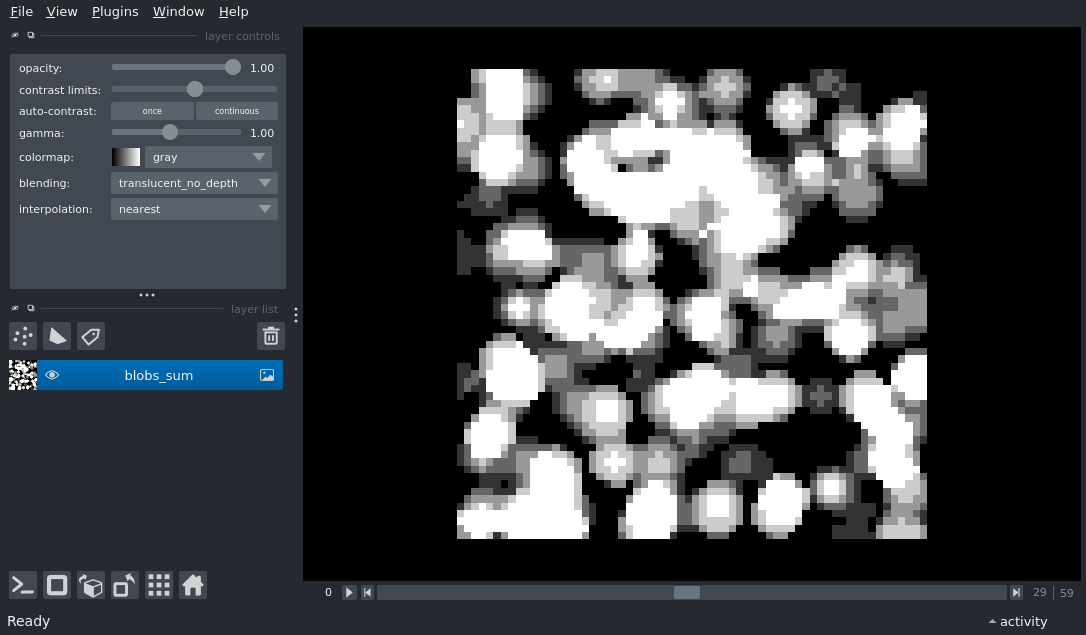 File View Plugins Window Help
layer controls
opacity: 1.00
contrast limits:
auto-contrast: once continuous
gamma: 1.00
colormap: gray
blending: translucent_no_depth
interpolation: nearest
layer list
blobs_sum
0 29 59
Ready activity